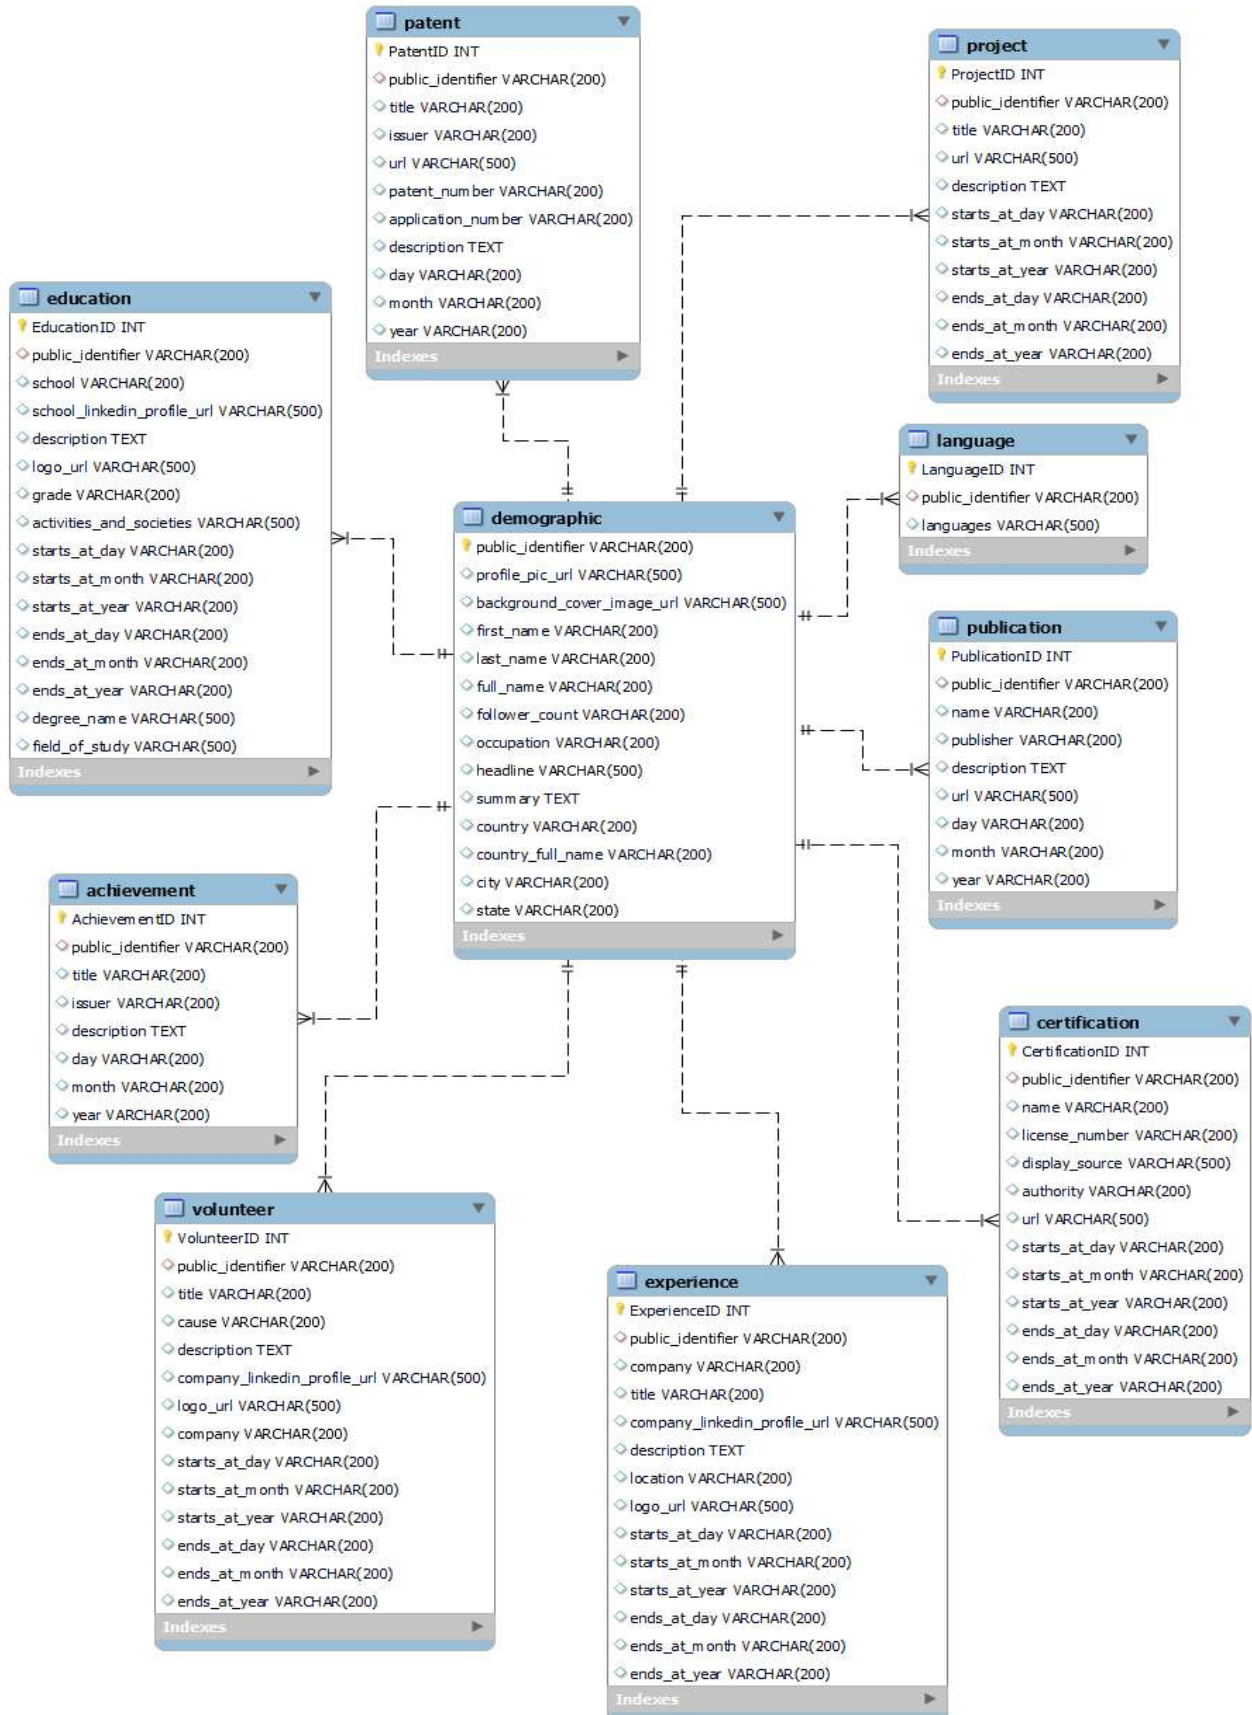 patent
PatentID INT
public_identifier VARCHAR(200)
title VARCHAR(200)
issuer VARCHAR(200)
url VARCHAR(500)
patent_number VARCHAR(200)
application_number VARCHAR(200)
description TEXT
day VARCHAR(200)
month VARCHAR(200)
year VARCHAR(200)
Indexes
project
ProjectID INT
public_identifier VARCHAR(200)
title VARCHAR(200)
url VARCHAR(500)
description TEXT
starts_at_day VARCHAR(200)
starts_at_month VARCHAR(200)
starts_at_year VARCHAR(200)
ends_at_day VARCHAR(200)
ends_at_month VARCHAR(200)
ends_at_year VARCHAR(200)
Indexes
education
EducationID INT
public_identifier VARCHAR(200)
school VARCHAR(200)
school_linkedin_profile_url VARCHAR(500)
description TEXT
logo_url VARCHAR(500)
grade VARCHAR(200)
activities_and_societies VARCHAR(500)
starts_at_day VARCHAR(200)
starts_at_month VARCHAR(200)
starts_at_year VARCHAR(200)
ends_at_day VARCHAR(200)
ends_at_month VARCHAR(200)
ends_at_year VARCHAR(200)
degree_name VARCHAR(500)
field_of_study VARCHAR(500)
Indexes
language
LanguageID INT
public_identifier VARCHAR(200)
languages VARCHAR(500)
Indexes
demographic
public_identifier VARCHAR(200)
profile_pic_url VARCHAR(500)
background_cover_image_url VARCHAR(500)
first_name VARCHAR(200)
last_name VARCHAR(200)
full_name VARCHAR(200)
follower_count VARCHAR(200)
occupation VARCHAR(200)
headline VARCHAR(500)
summary TEXT
country VARCHAR(200)
country_full_name VARCHAR(200)
city VARCHAR(200)
state VARCHAR(200)
Indexes
publication
PublicationID INT
public_identifier VARCHAR(200)
name VARCHAR(200)
publisher VARCHAR(200)
description TEXT
url VARCHAR(500)
day VARCHAR(200)
month VARCHAR(200)
year VARCHAR(200)
Indexes
achievement
AchievementID INT
public_identifier VARCHAR(200)
title VARCHAR(200)
issuer VARCHAR(200)
description TEXT
day VARCHAR(200)
month VARCHAR(200)
year VARCHAR(200)
Indexes
certification
CertificationID INT
public_identifier VARCHAR(200)
name VARCHAR(200)
license_number VARCHAR(200)
display_source VARCHAR(500)
authority VARCHAR(200)
url VARCHAR(500)
starts_at_day VARCHAR(200)
starts_at_month VARCHAR(200)
starts_at_year VARCHAR(200)
ends_at_day VARCHAR(200)
ends_at_month VARCHAR(200)
ends_at_year VARCHAR(200)
Indexes
volunteer
VolunteerID INT
public_identifier VARCHAR(200)
title VARCHAR(200)
cause VARCHAR(200)
description TEXT
company_linkedin_profile_url VARCHAR(500)
logo_url VARCHAR(500)
company VARCHAR(200)
starts_at_day VARCHAR(200)
starts_at_month VARCHAR(200)
starts_at_year VARCHAR(200)
ends_at_day VARCHAR(200)
ends_at_month VARCHAR(200)
ends_at_year VARCHAR(200)
Indexes
experience
ExperienceID INT
public_identifier VARCHAR(200)
company VARCHAR(200)
title VARCHAR(200)
company_linkedin_profile_url VARCHAR(500)
description TEXT
location VARCHAR(200)
logo_url VARCHAR(500)
starts_at_day VARCHAR(200)
starts_at_month VARCHAR(200)
starts_at_year VARCHAR(200)
ends_at_day VARCHAR(200)
ends_at_month VARCHAR(200)
ends_at_year VARCHAR(200)
Indexes